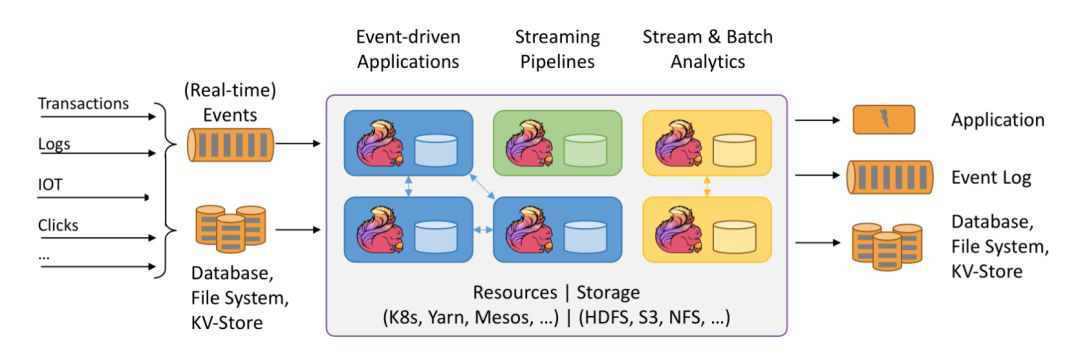 Event-driven
Applications
Streaming
Pipelines
Stream & Batch
Analytics
Transactions
Logs
IOT
Clicks
...
(Real-time)
Events
Database,
File System,
KV-Store
Resources | Storage
(K8s, Yarn, Mesos, ...) | (HDFS, S3, NFS, ...)
Application
Event Log
Database,
File System,
KV-Store